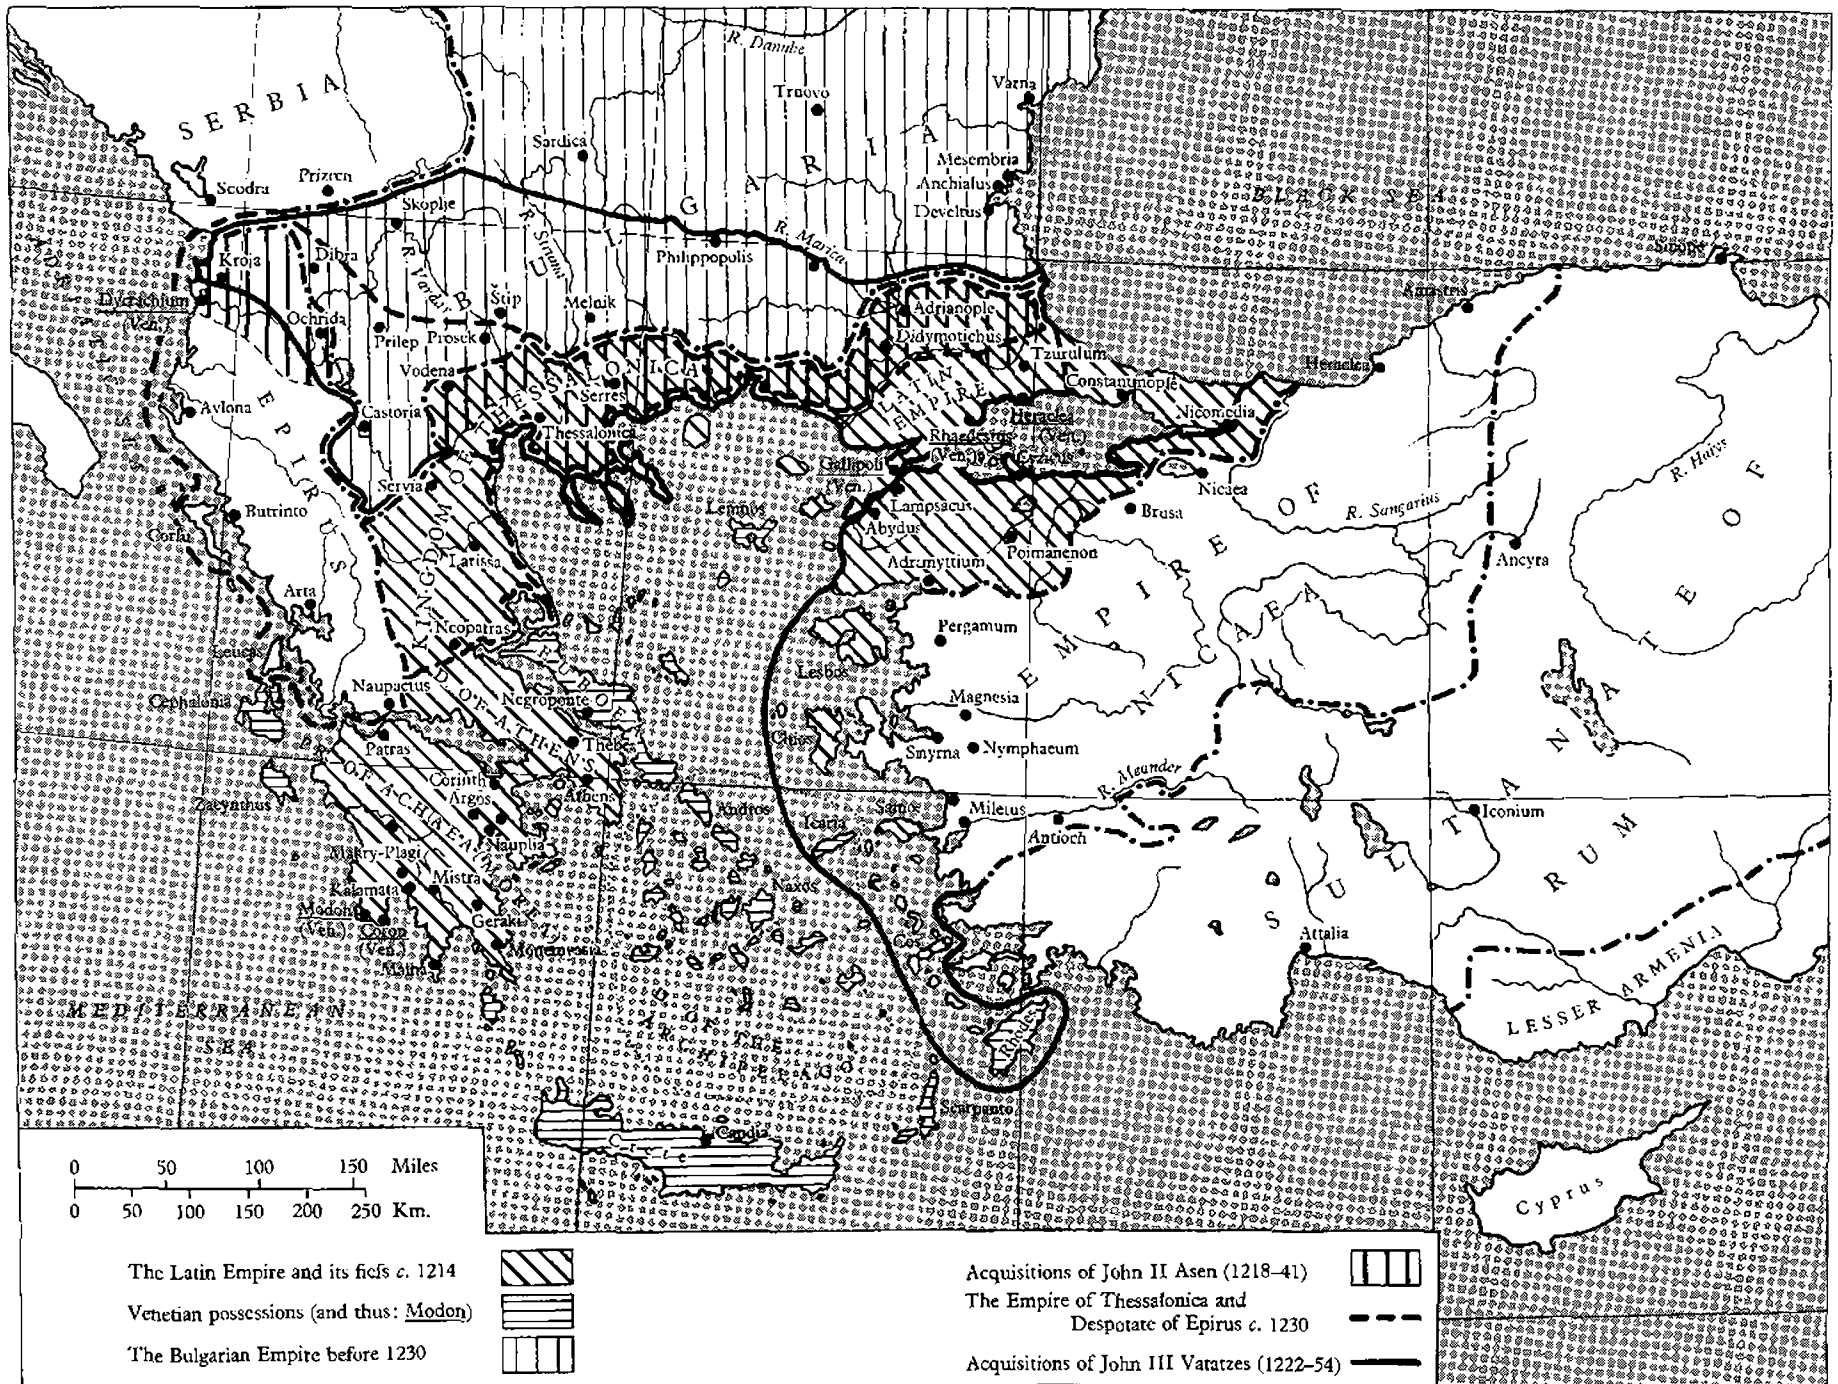 SERBIA
R. Danube
Trnovo
Varna
Sardica
BULGARIA
Mesembria
Anchialus
Develtus
BLACK SEA
Scodra
Prizren
Skoplje
R. Struma
R. Marica
Philippopolis
Sinope
Kroja
Dibra
R. Vardar
Dyrrachium
(Ven.)
Štip
Melnik
Adrianople
Amastris
Ochrida
Prilep
Prosek
Didymotichus
Tzurulum
Vodena
KINGDOM OF THESSALONICA
Serres
LATIN
EMPIRE
Constantinople
Heraclea
Avlona
EPIRUS
Castoria
Thessalonica
Heraclea
(Ven.)
Nicomedia
Rhaedestus
(Ven.)
Cyzicus
Gallipoli
(Ven.)
Servia
Nicaea
R. Halys
Butrinto
Corfu
Lemnos
Lampsacus
Abydus
Brusa
R. Sangarius
EMPIRE OF
NICAEA
Larissa
Poimanenon
Adramyttium
Ancyra
Arta
Neopatras
Pergamum
Leucas
EUBOEA
Lesbos
Cephalonia
Naupactus
D. OF ATHENS
Negroponte
Magnesia
Patras
Thebes
Chios
Smyrna
Nymphaeum
PR. OF ACHAEA (MOREA)
Corinth
Argos
Athens
R. Meander
Zacynthus
Andros
Samos
Miletus
Icaria
Antioch
Iconium
SULTANATE OF
RUM
Makry-Plagi
Nauplia
Mistra
Kalamata
Naxos
Modon
(Ven.)
Coron
(Ven.)
Geraki
Monemvasia
Maina
Cos
Attalia
LESSER ARMENIA
MEDITERRANEAN
SEA
D. OF THE
ARCHIPELAGO
Rhodes
Scarpanto
Candia
Crete
Cyprus
0 50 100 150 Miles
0 50 100 150 200 250 Km.
The Latin Empire and its fiefs c. 1214
Venetian possessions (and thus: Modon)
The Bulgarian Empire before 1230
Acquisitions of John II Asen (1218–41)
The Empire of Thessalonica and
Despotate of Epirus c. 1230
Acquisitions of John III Vatatzes (1222–54)